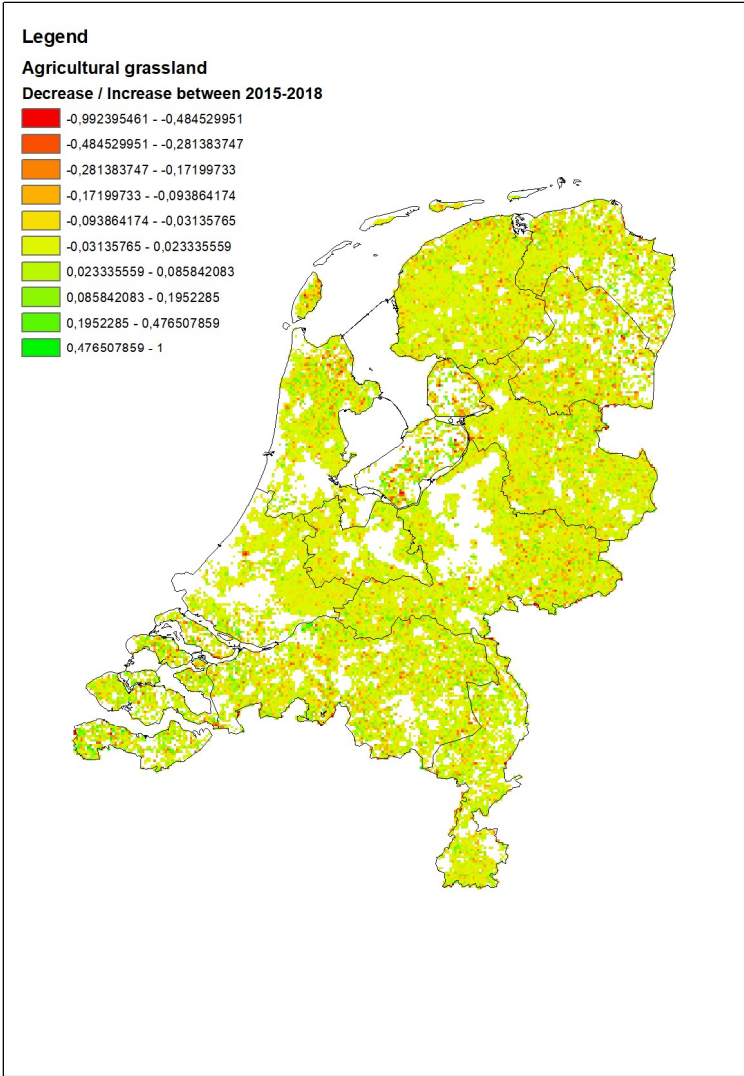 Legend
Agricultural grassland
Decrease / Increase between 2015-2018
-0,992395461 - -0,484529951
-0,484529951 - -0,281383747
-0,281383747 - -0,17199733
-0,17199733 - -0,093864174
-0,093864174 - -0,03135765
-0,03135765 - 0,023335559
0,023335559 - 0,085842083
0,085842083 - 0,1952285
0,1952285 - 0,476507859
0,476507859 - 1